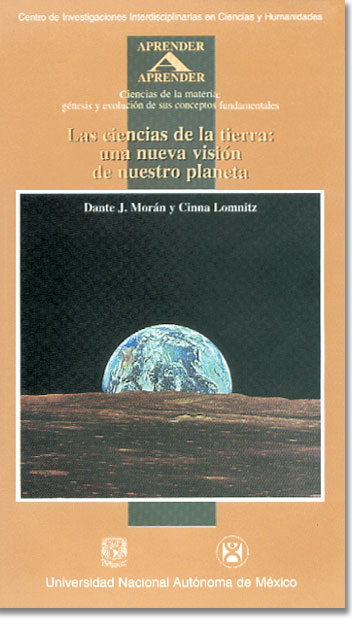 Centro de Investigaciones Interdisciplinarias en Ciencias y Humanidades
APRENDER
A
APRENDER
Ciencias de la materia:
génesis y evolución de sus conceptos fundamentales
Las ciencias de la tierra:
una nueva visión
de nuestro planeta
Dante J. Morán y Cinna Lomnitz
Universidad Nacional Autónoma de México